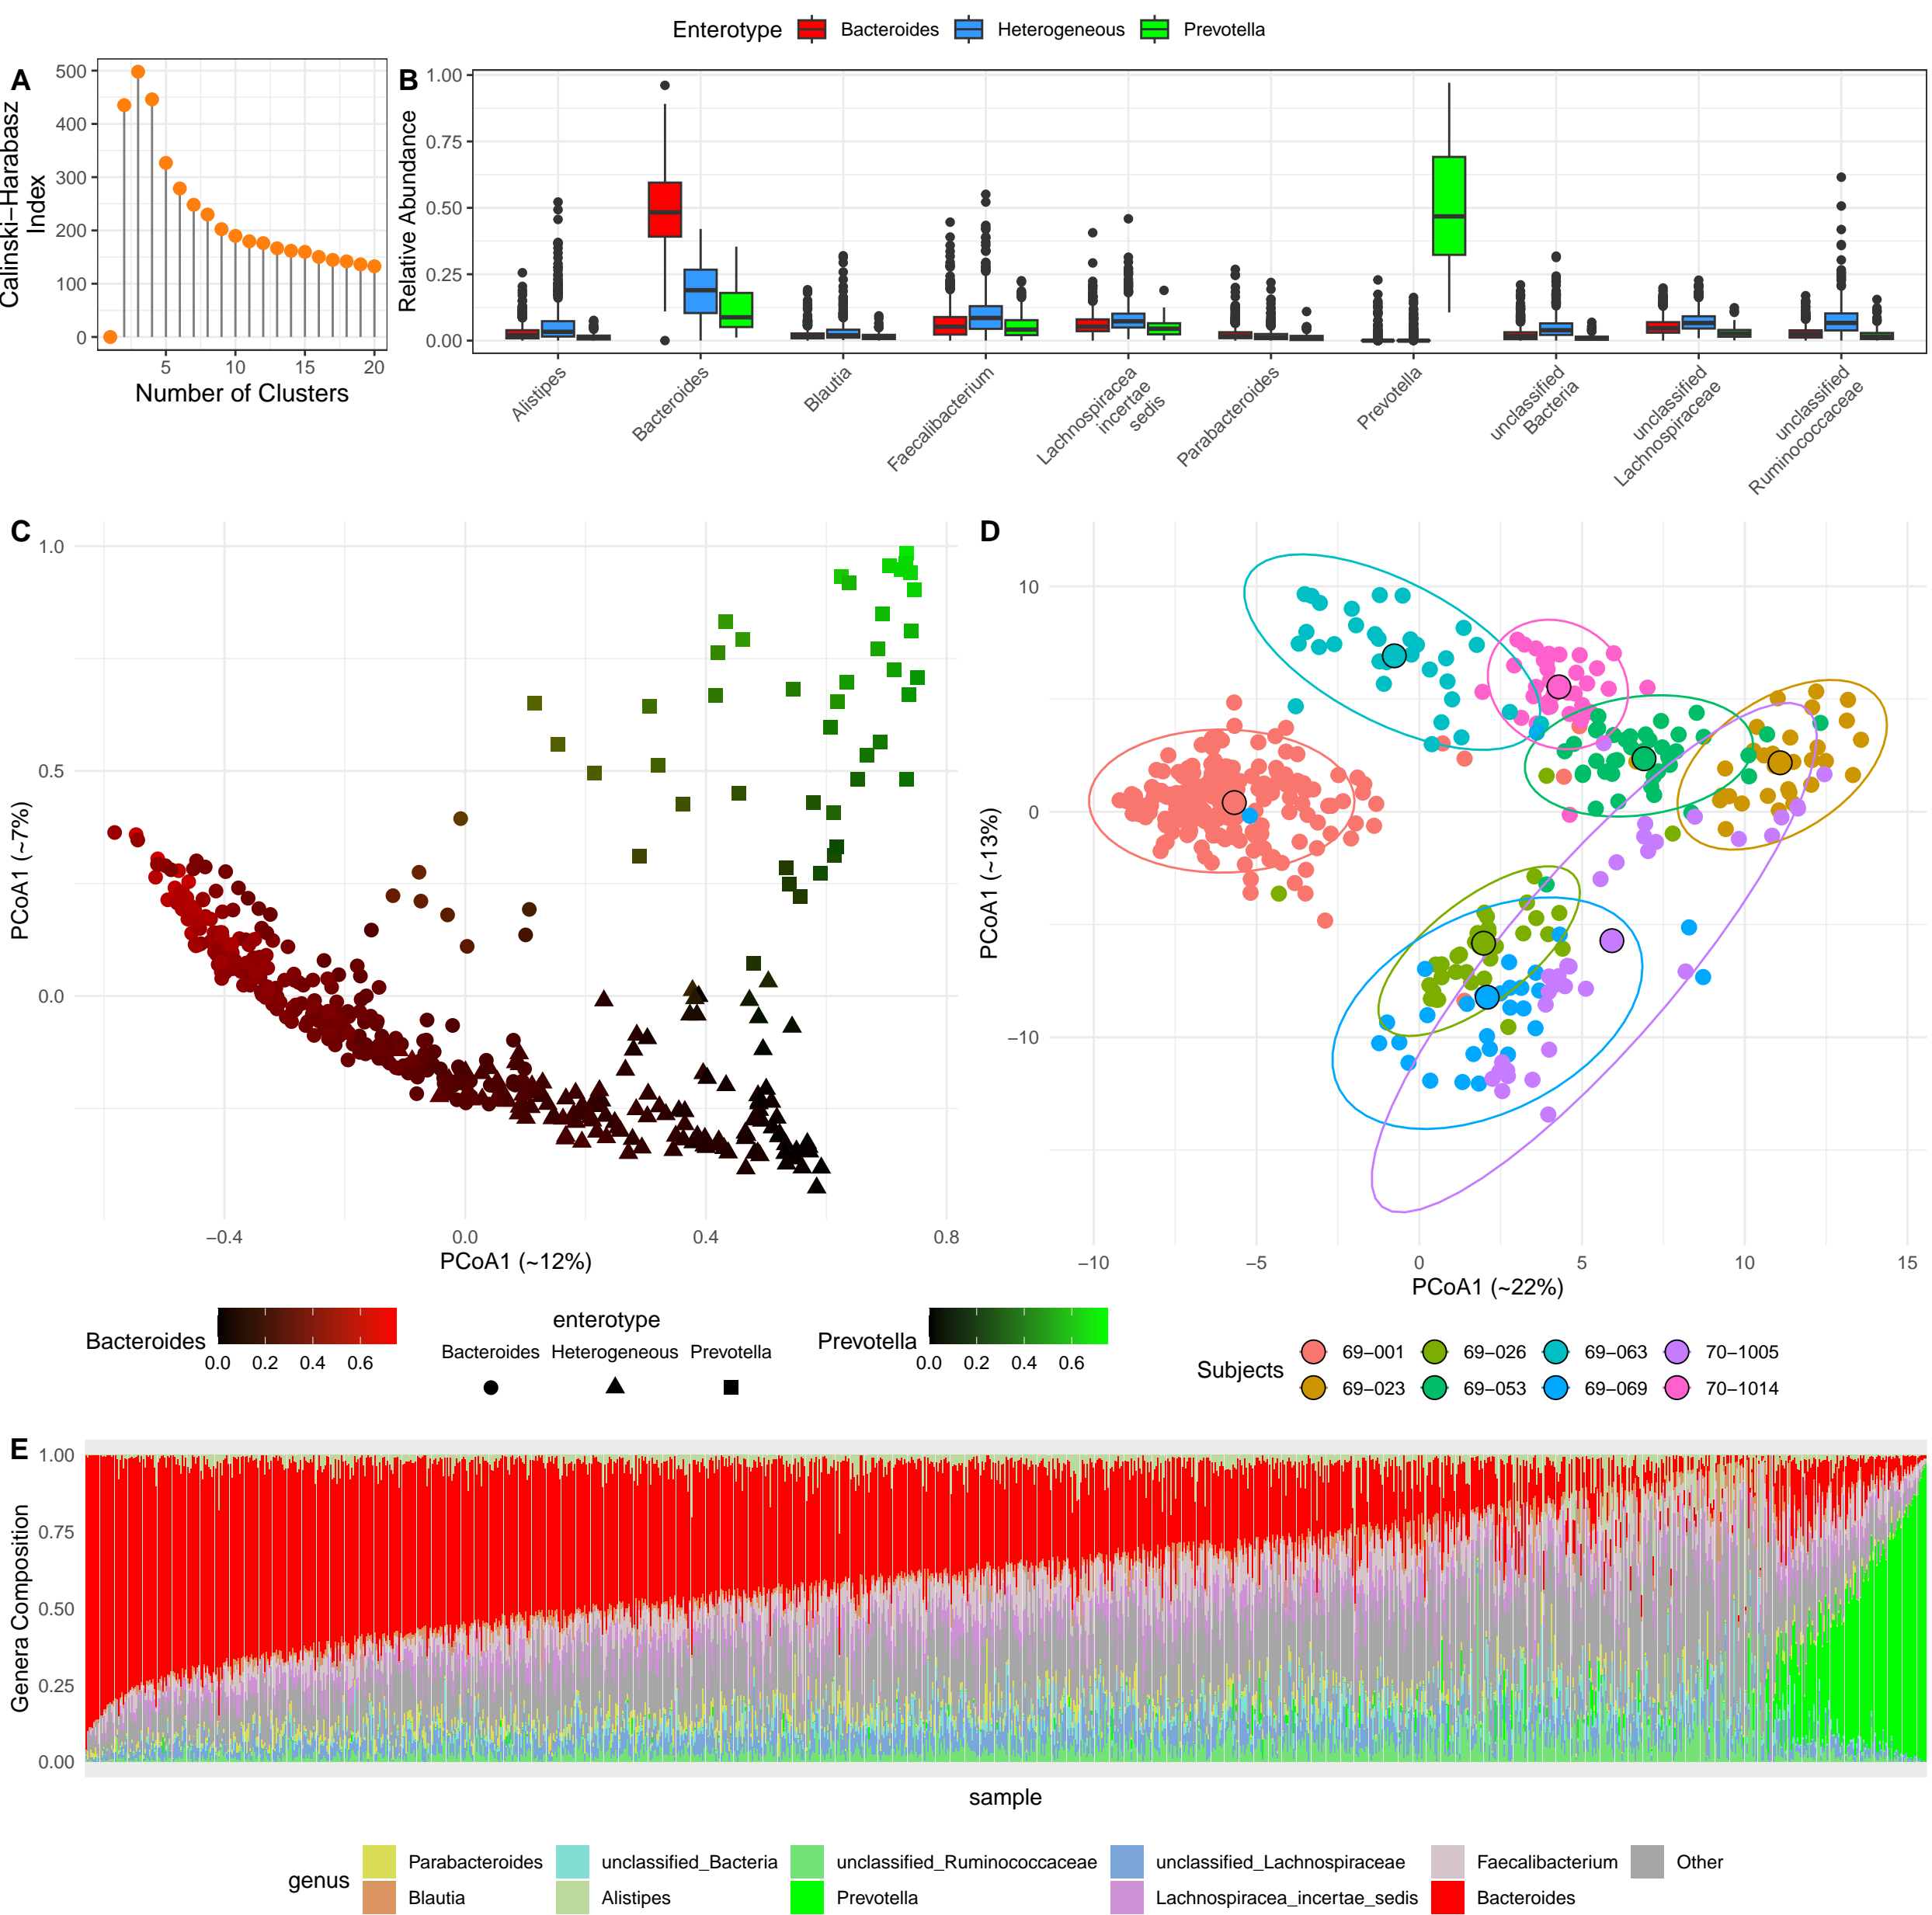 Enterotype Bacteroides Heterogeneous Prevotella
A
Calinski−Harabasz
Index
500
400
300
200
100
0
5 10 15 20
Number of Clusters
B
Relative Abundance
1.00
0.75
0.50
0.25
0.00
Alistipes
Bacteroides
Blautia
Faecalibacterium
Lachnospiracea
incertae
sedis
Parabacteroides
Prevotella
unclassified
Bacteria
unclassified
Lachnospiraceae
unclassified
Ruminococcaceae
C
PCoA1 (~7%)
1.0
0.5
0.0
−0.4 0.0 0.4 0.8
PCoA1 (~12%)
D
PCoA1 (~13%)
10
0
−10
−10 −5 0 5 10 15
PCoA1 (~22%)
Bacteroides
0.0 0.2 0.4 0.6
enterotype
Bacteroides Heterogeneous Prevotella
Prevotella
0.0 0.2 0.4 0.6
Subjects
69−001 69−026 69−063 70−1005
69−023 69−053 69−069 70−1014
E
Genera Composition
1.00
0.75
0.50
0.25
0.00
sample
genus
Parabacteroides unclassified_Bacteria unclassified_Ruminococcaceae unclassified_Lachnospiraceae Faecalibacterium Other
Blautia Alistipes Prevotella Lachnospiracea_incertae_sedis Bacteroides